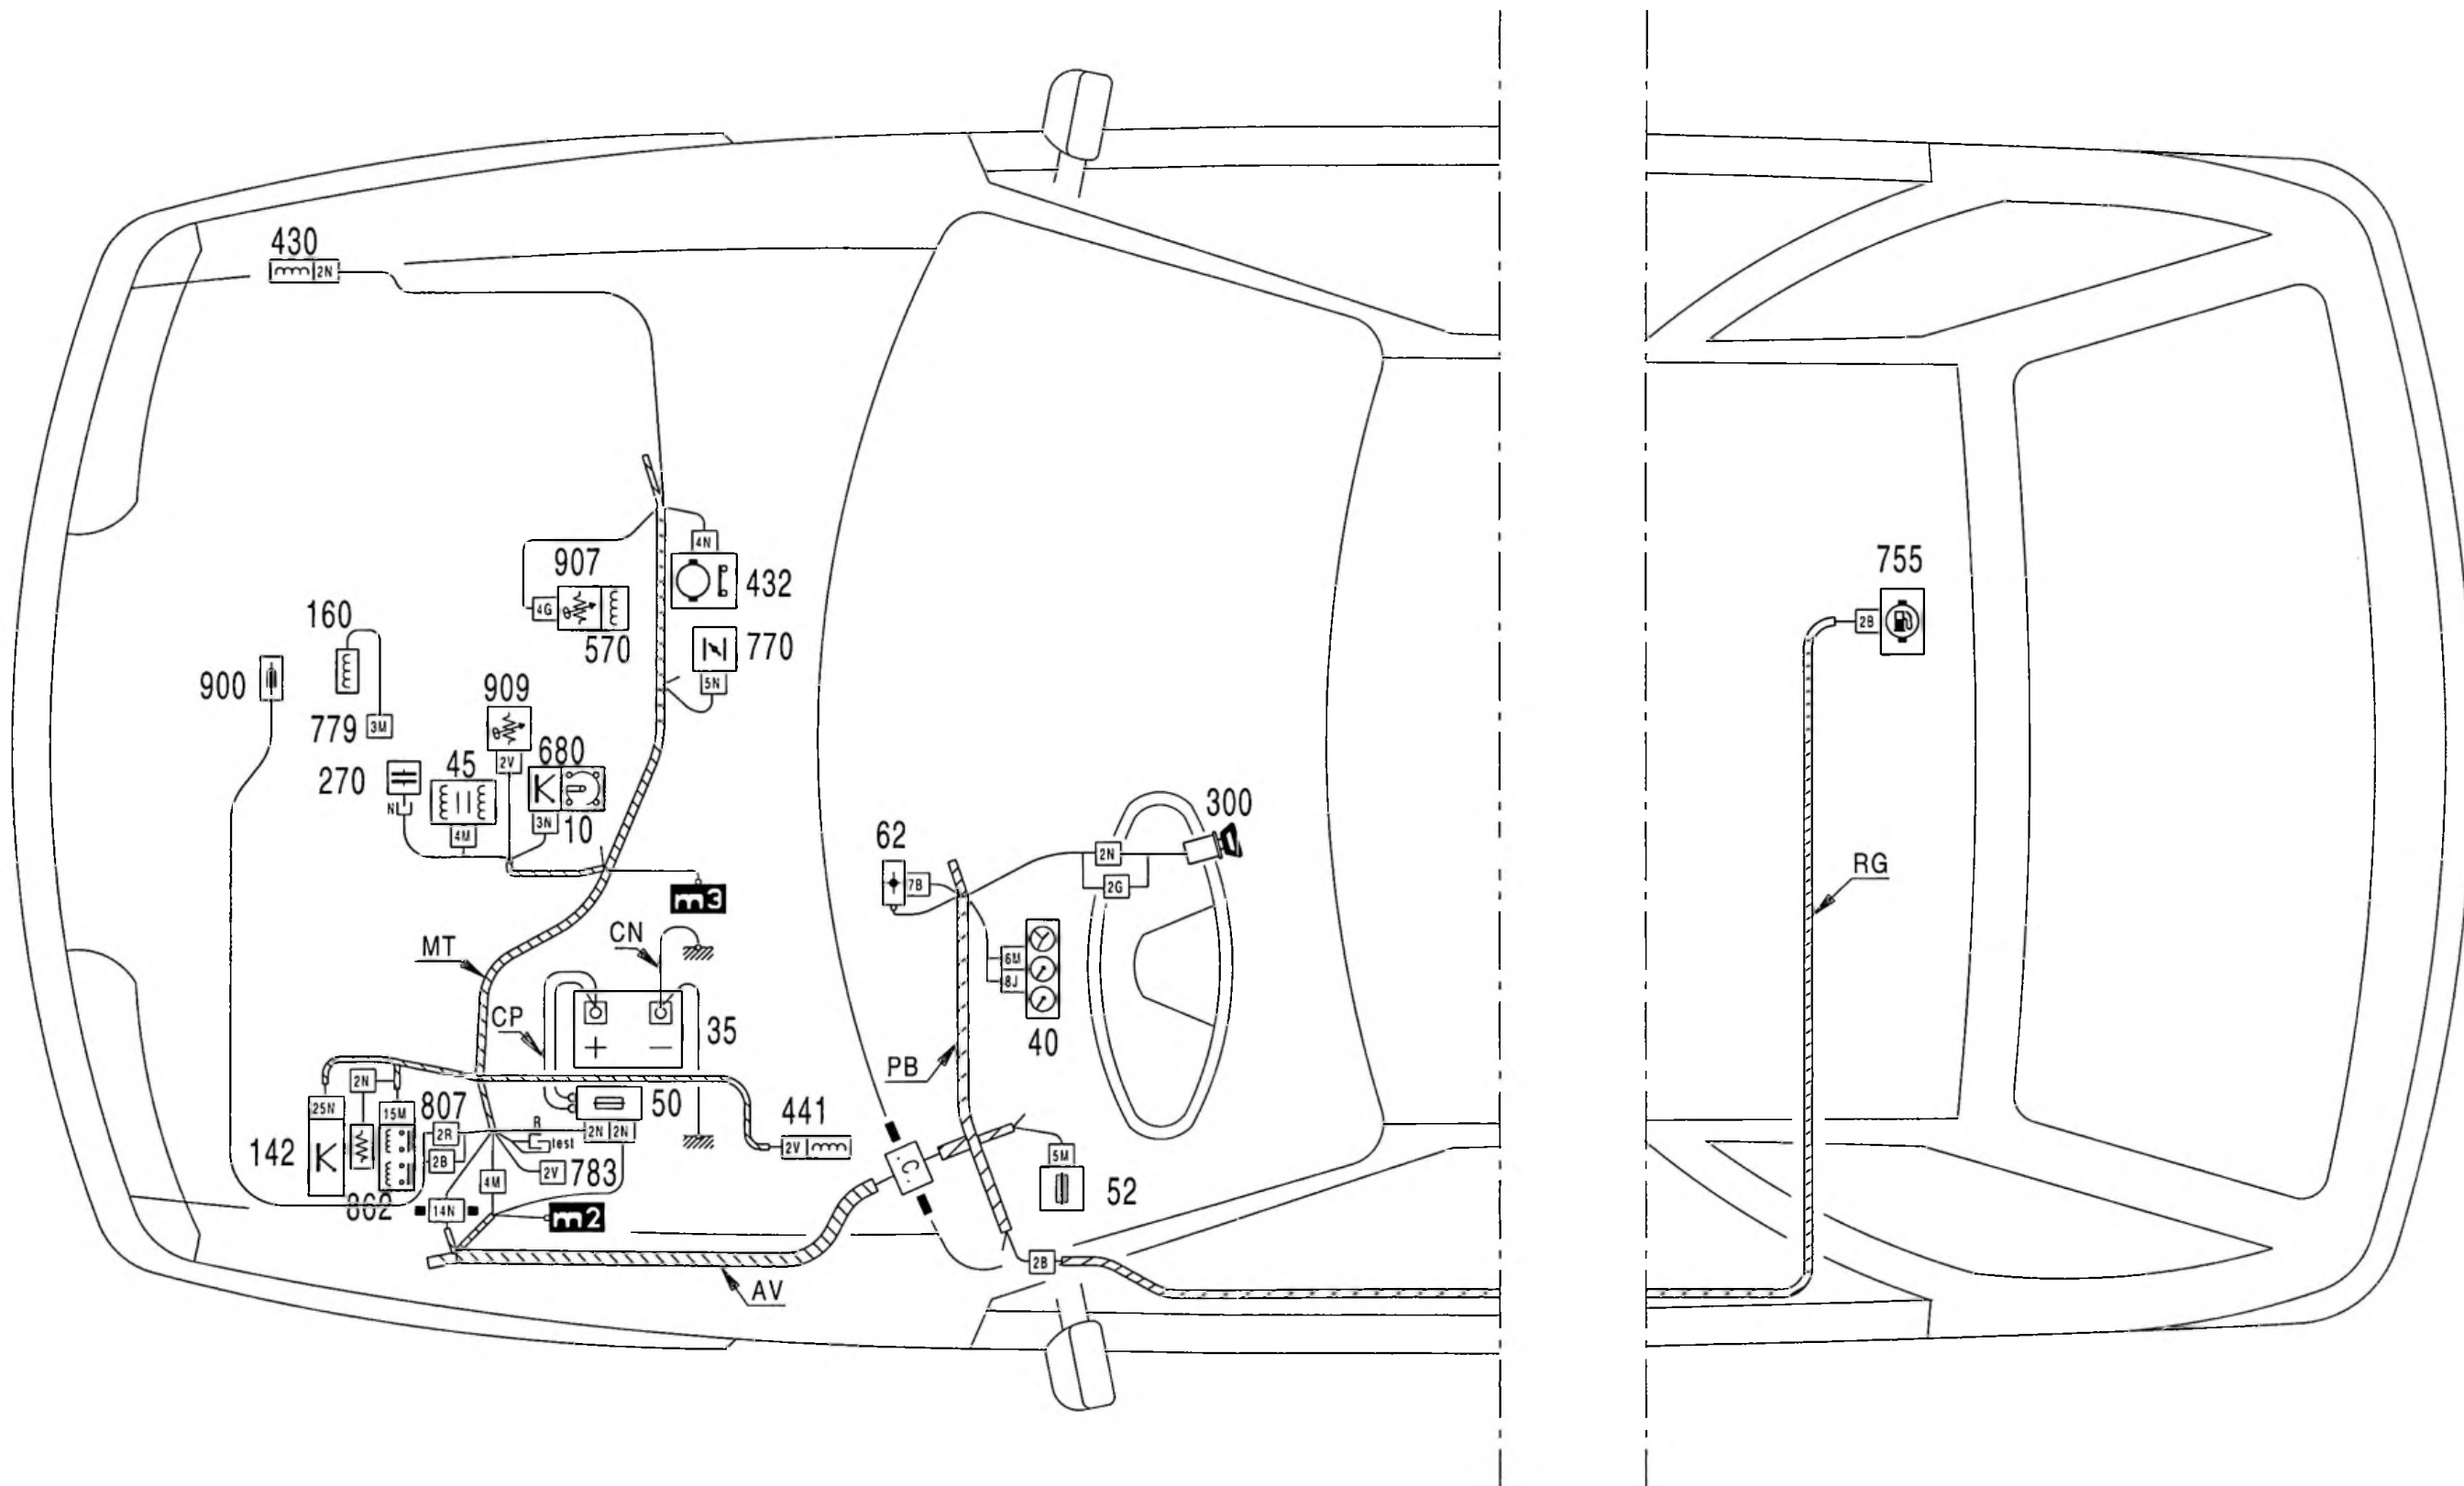 430
2N
4N
907
432
755
4G
160
570
770
2B
900
909
5N
779
3M
680
45
2V
270
300
N
4M
3N
10
62
2N
7B
2G
RG
m3
CN
MT
6M
8J
CP
35
40
+
−
PB
2N
25N
15M
807
50
441
R
2R
test
2N
2N
2V
5M
142
.C.
2B
2V
783
4M
52
862
14N
m2
2B
AV